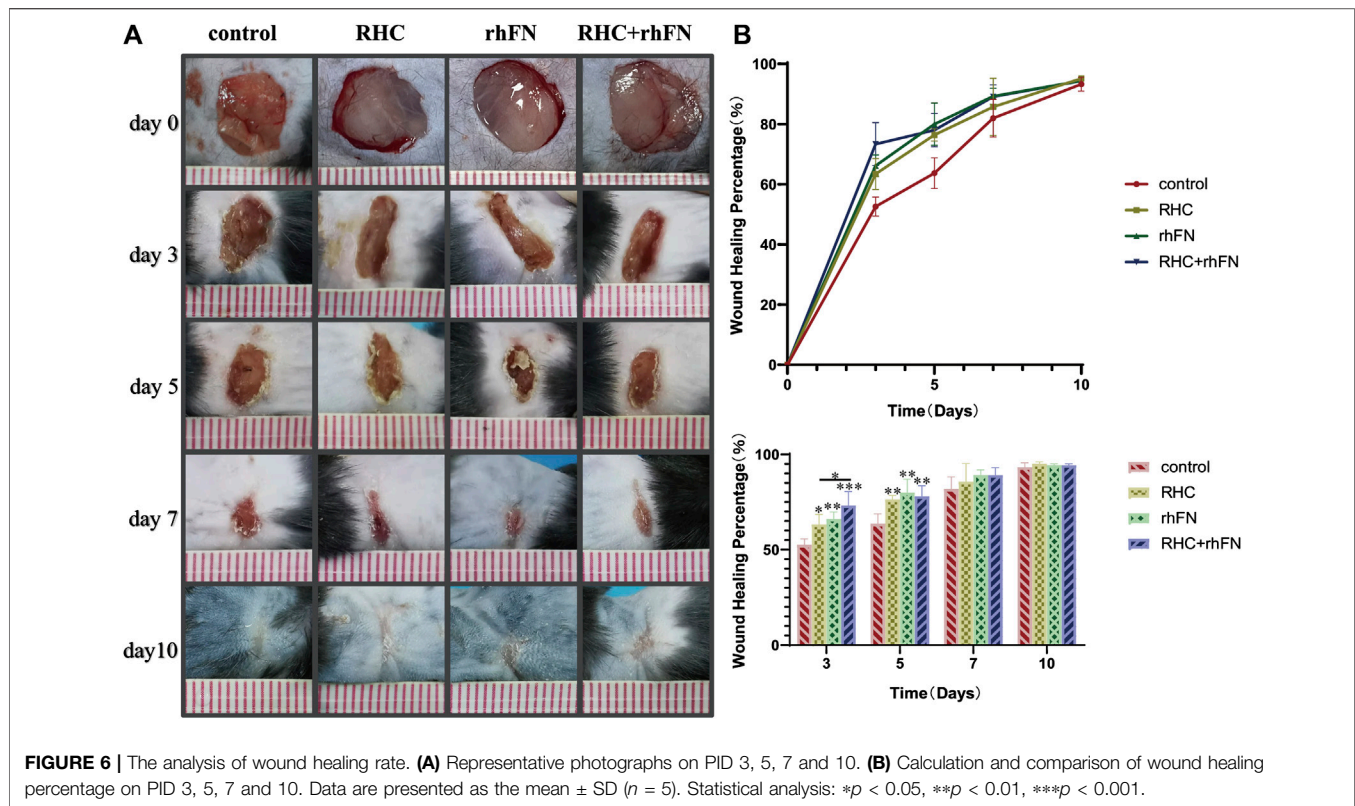 A
control RHC rhFN RHC+rhFN
day 0
day 3
day 5
day 7
day10
B
Wound Healing Percentage(%)
100
80
60
40
20
0
0 5 10
Time(Days)
control
RHC
rhFN
RHC+rhFN
Wound Healing Percentage(%)
100
50
0
*
* ** ***
** ** **
3 5 7 10
Time(Days)
control
RHC
rhFN
RHC+rhFN
FIGURE 6 | The analysis of wound healing rate. (A) Representative photographs on PID 3, 5, 7 and 10. (B) Calculation and comparison of wound healing
percentage on PID 3, 5, 7 and 10. Data are presented as the mean ± SD (n = 5). Statistical analysis: *p < 0.05, **p < 0.01, ***p < 0.001.